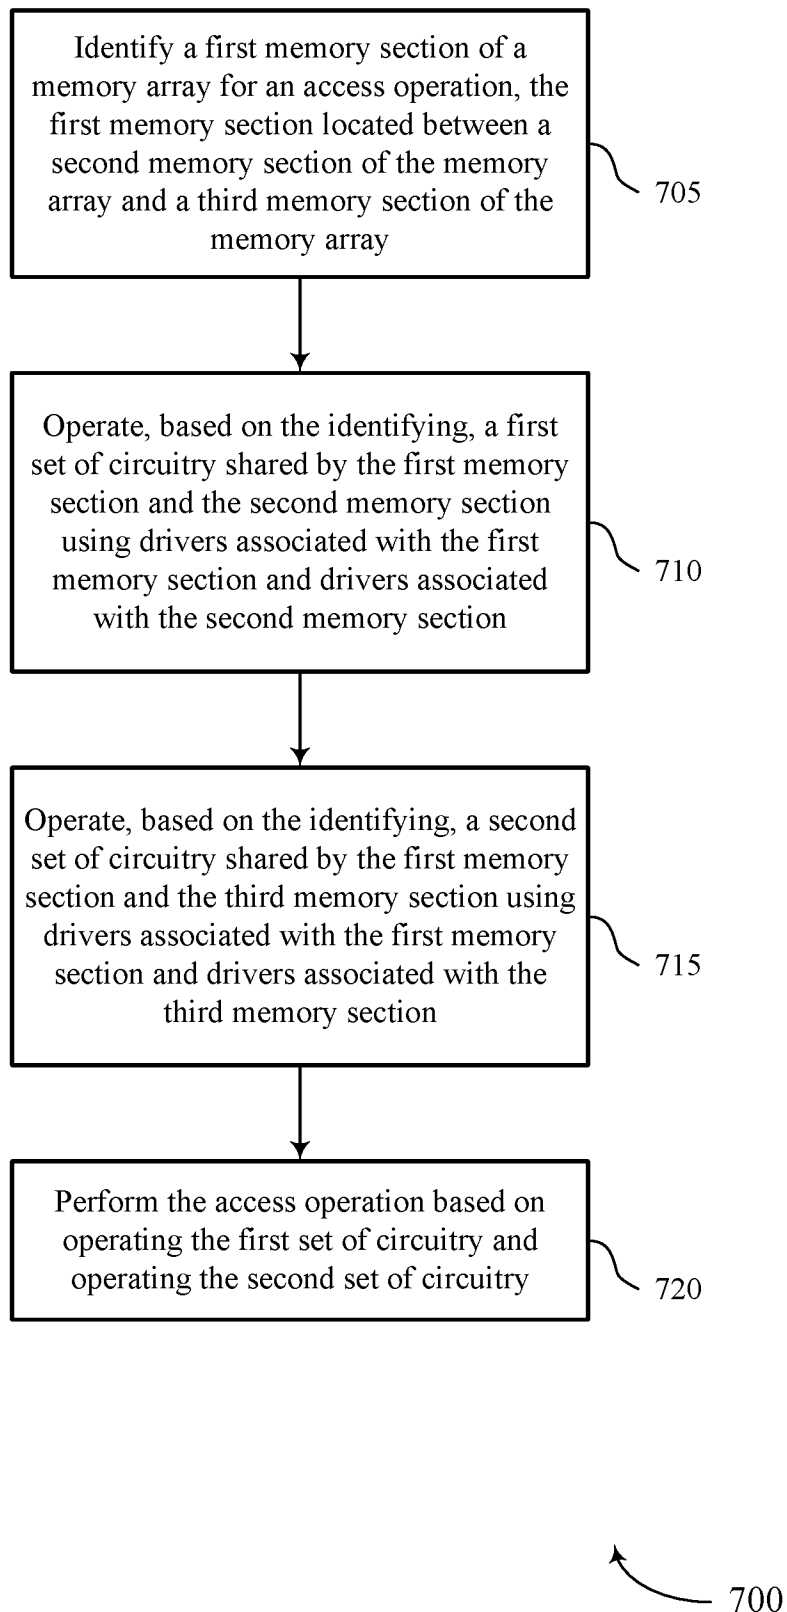 Identify a first memory section of a
memory array for an access operation, the
first memory section located between a
second memory section of the memory
array and a third memory section of the
memory array
705
Operate, based on the identifying, a first
set of circuitry shared by the first memory
section and the second memory section
using drivers associated with the first
memory section and drivers associated
with the second memory section
710
Operate, based on the identifying, a second
set of circuitry shared by the first memory
section and the third memory section using
drivers associated with the first memory
section and drivers associated with the
third memory section
715
Perform the access operation based on
operating the first set of circuitry and
operating the second set of circuitry
720
700